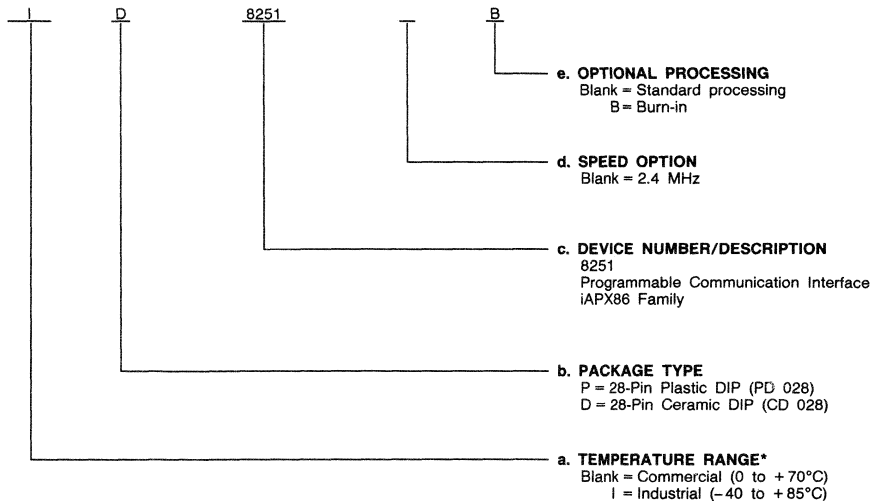 I D 8251 B
e. OPTIONAL PROCESSING
Blank = Standard processing
B = Burn-in
d. SPEED OPTION
Blank = 2.4 MHz
c. DEVICE NUMBER/DESCRIPTION
8251
Programmable Communication Interface
iAPX86 Family
b. PACKAGE TYPE
P = 28-Pin Plastic DIP (PD 028)
D = 28-Pin Ceramic DIP (CD 028)
a. TEMPERATURE RANGE*
Blank = Commercial (0 to +70°C)
I = Industrial (-40 to +85°C)